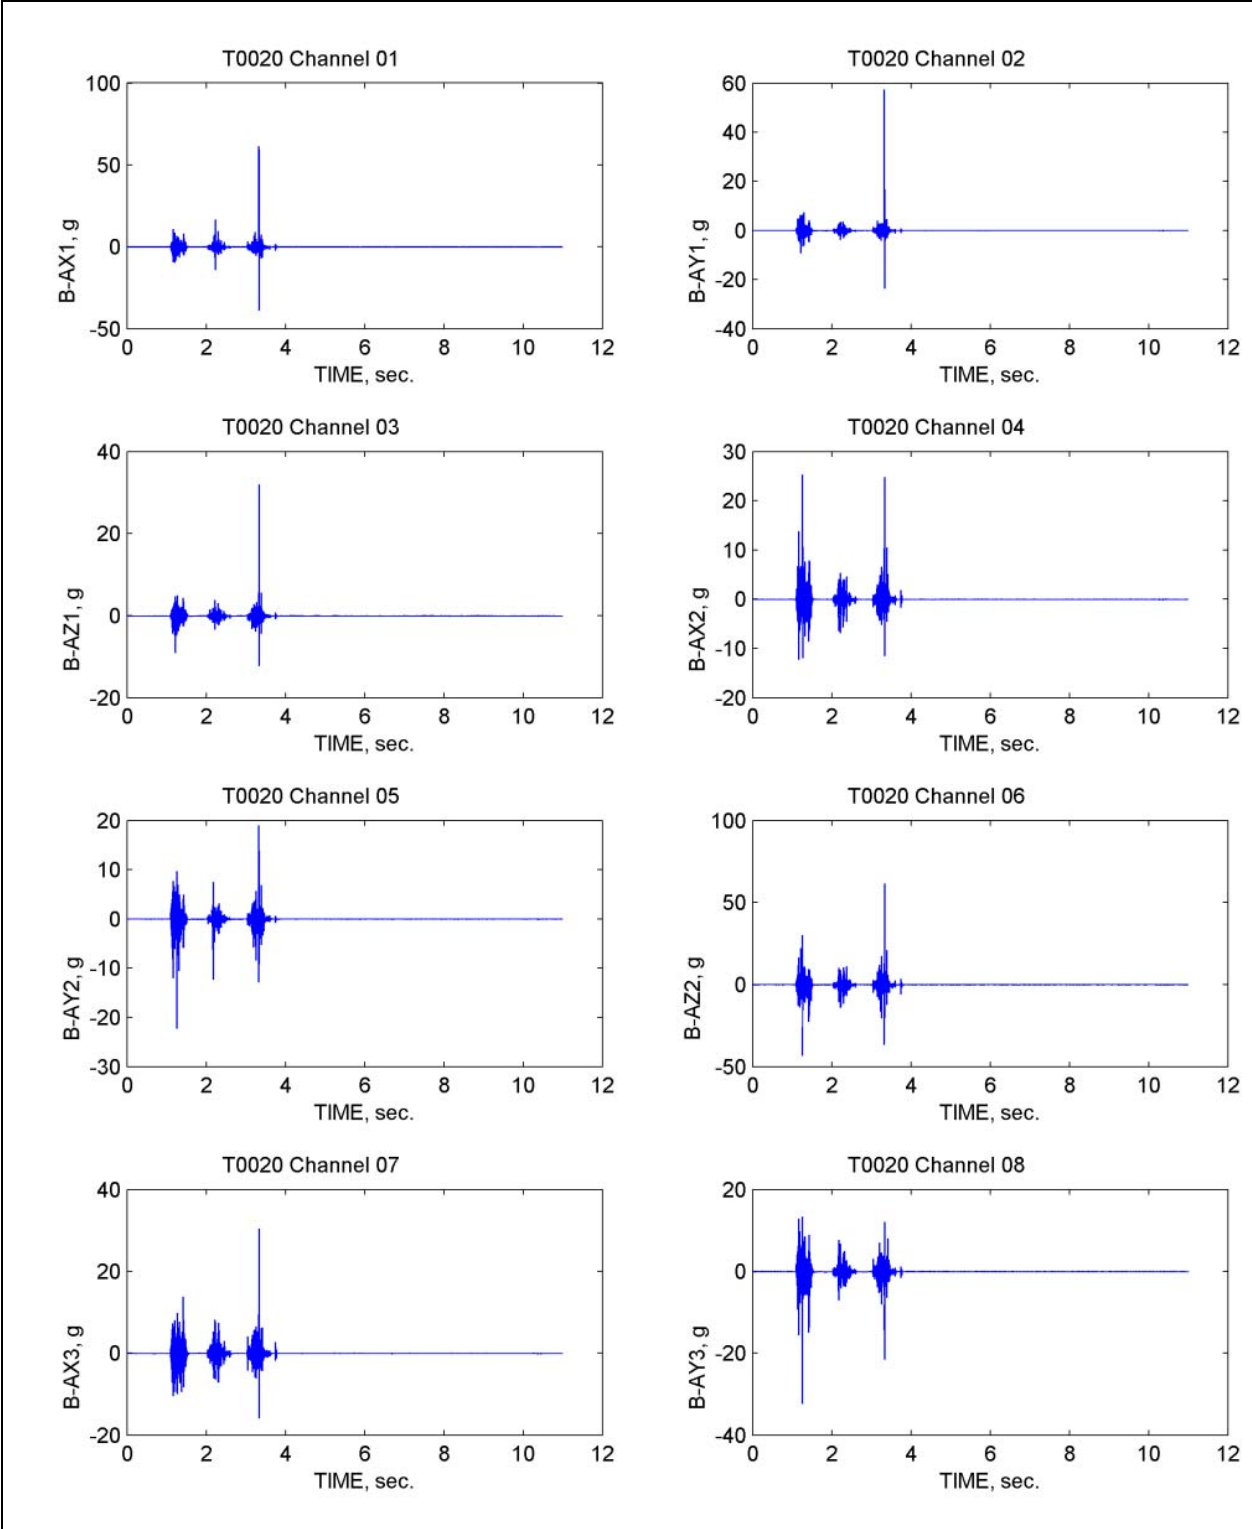 T0020 Channel 01
100
50
0
-50
B-AX1, g
0 2 4 6 8 10 12
TIME, sec.
T0020 Channel 02
60
40
20
0
-20
-40
B-AY1, g
0 2 4 6 8 10 12
TIME, sec.
T0020 Channel 03
40
20
0
-20
B-AZ1, g
0 2 4 6 8 10 12
TIME, sec.
T0020 Channel 04
30
20
10
0
-10
-20
B-AX2, g
0 2 4 6 8 10 12
TIME, sec.
T0020 Channel 05
20
10
0
-10
-20
-30
B-AY2, g
0 2 4 6 8 10 12
TIME, sec.
T0020 Channel 06
100
50
0
-50
B-AZ2, g
0 2 4 6 8 10 12
TIME, sec.
T0020 Channel 07
40
20
0
-20
B-AX3, g
0 2 4 6 8 10 12
TIME, sec.
T0020 Channel 08
20
0
-20
-40
B-AY3, g
0 2 4 6 8 10 12
TIME, sec.